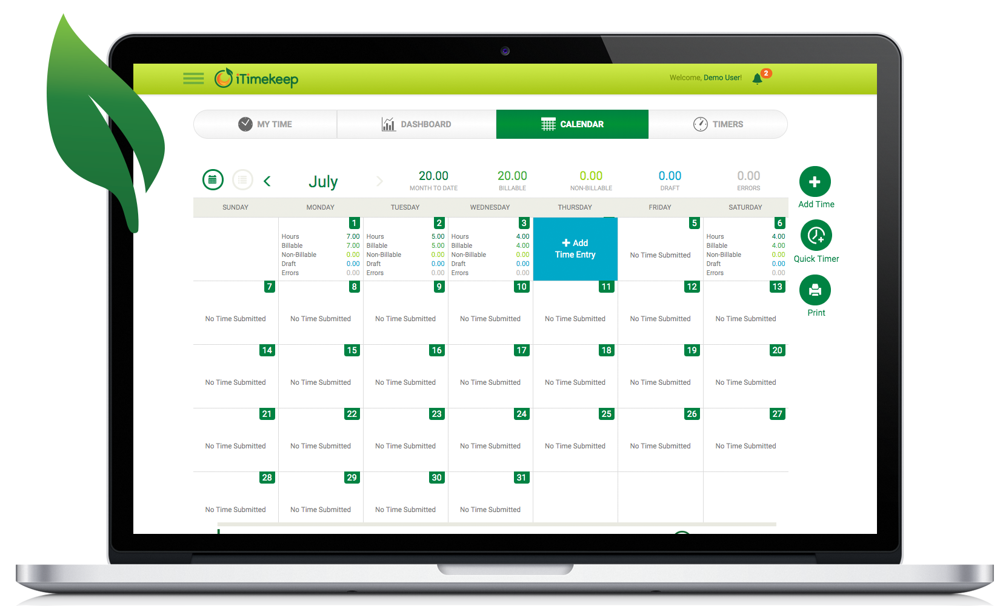 iTimekeep
Welcome, Demo User!
2
MY TIME
DASHBOARD
CALENDAR
TIMERS
July
20.00
MONTH TO DATE
20.00
BILLABLE
0.00
NON-BILLABLE
0.00
DRAFT
0.00
ERRORS
Add Time
Quick Timer
Print
SUNDAY MONDAY TUESDAY WEDNESDAY THURSDAY FRIDAY SATURDAY
1
Hours 7.00
Billable 7.00
Non-Billable 0.00
Draft 0.00
Errors 0.00
2
Hours 5.00
Billable 5.00
Non-Billable 0.00
Draft 0.00
Errors 0.00
3
Hours 4.00
Billable 4.00
Non-Billable 0.00
Draft 0.00
Errors 0.00
Add
Time Entry
5
No Time Submitted
6
Hours 4.00
Billable 4.00
Non-Billable 0.00
Draft 0.00
Errors 0.00
7
No Time Submitted
8
No Time Submitted
9
No Time Submitted
10
No Time Submitted
11
No Time Submitted
12
No Time Submitted
13
No Time Submitted
14
No Time Submitted
15
No Time Submitted
16
No Time Submitted
17
No Time Submitted
18
No Time Submitted
19
No Time Submitted
20
No Time Submitted
21
No Time Submitted
22
No Time Submitted
23
No Time Submitted
24
No Time Submitted
25
No Time Submitted
26
No Time Submitted
27
No Time Submitted
28
No Time Submitted
29
No Time Submitted
30
No Time Submitted
31
No Time Submitted